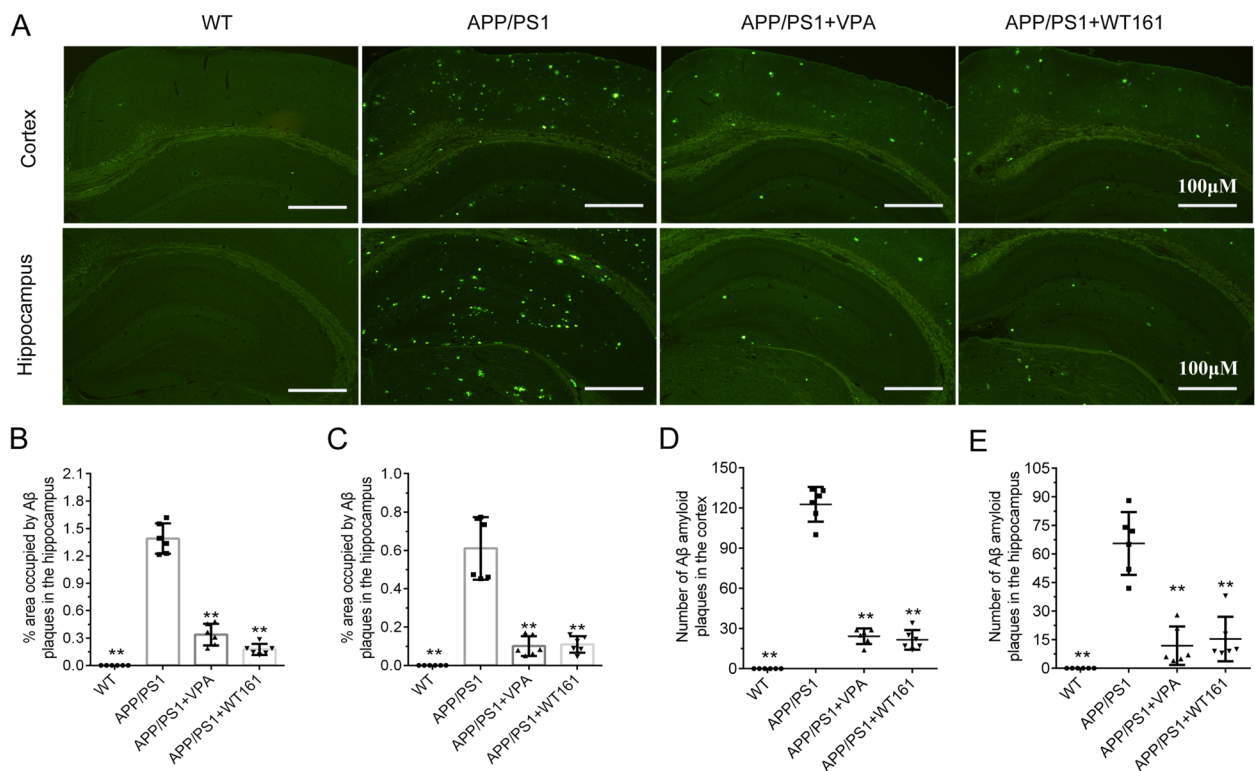 A
WT
APP/PS1
APP/PS1+VPA
APP/PS1+WT161
Cortex
100μM
Hippocampus
100μM
B
% area occupied by Aβ
plaques in the hippocampus
2.1
1.8
1.5
1.2
0.9
0.6
0.3
0.0
**
**
**
WT
APP/PS1
APP/PS1+VPA
APP/PS1+WT161
C
% area occupied by Aβ
plaques in the hippocampus
1.0
0.8
0.6
0.4
0.2
0.0
**
**
**
WT
APP/PS1
APP/PS1+VPA
APP/PS1+WT161
D
Number of Aβ amyloid
plaques in the cortex
150
120
90
60
30
0
**
**
**
WT
APP/PS1
APP/PS1+VPA
APP/PS1+WT161
E
Number of Aβ amyloid
plaques in the hippocampus
105
90
75
60
45
30
15
0
**
**
**
WT
APP/PS1
APP/PS1+VPA
APP/PS1+WT161